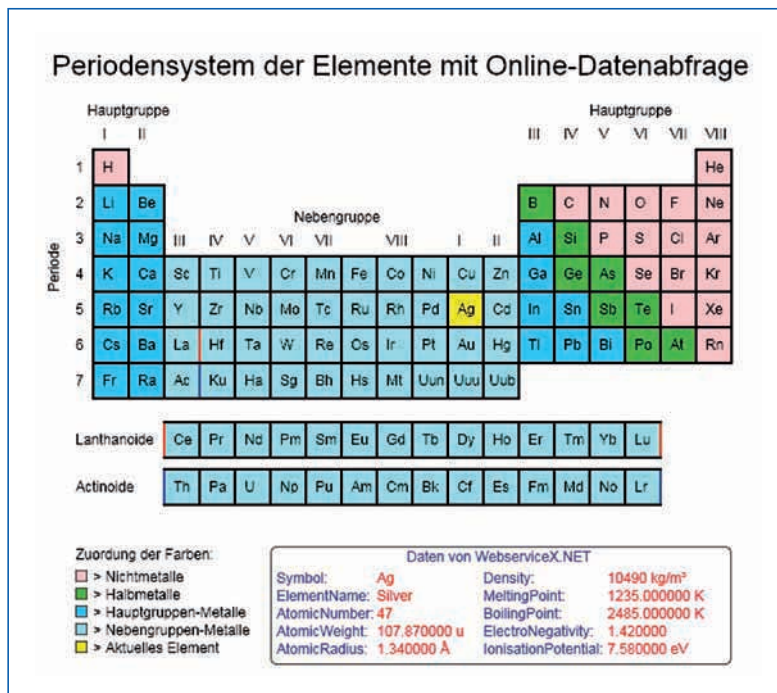 Periodensystem der Elemente mit Online-Datenabfrage
Hauptgruppe Hauptgruppe
I II III IV V VI VII VIII
1 H He
2 Li Be B C N O F Ne
Nebengruppe
3 Na Mg III IV V VI VII VIII I II Al Si P S Cl Ar
Periode
4 K Ca Sc Ti V Cr Mn Fe Co Ni Cu Zn Ga Ge As Se Br Kr
5 Rb Sr Y Zr Nb Mo Tc Ru Rh Pd Ag Cd In Sn Sb Te I Xe
6 Cs Ba La Hf Ta W Re Os Ir Pt Au Hg Tl Pb Bi Po At Rn
7 Fr Ra Ac Ku Ha Sg Bh Hs Mt Uun Uuu Uub
Lanthanoide Ce Pr Nd Pm Sm Eu Gd Tb Dy Ho Er Tm Yb Lu
Actinoide Th Pa U Np Pu Am Cm Bk Cf Es Fm Md No Lr
Zuordung der Farben:
> Nichtmetalle
> Halbmetalle
> Hauptgruppen-Metalle
> Nebengruppen-Metalle
> Aktuelles Element
Daten von WebserviceX.NET
Symbol: Ag Density: 10490 kg/m³
ElementName: Silver MeltingPoint: 1235.000000 K
AtomicNumber: 47 BoilingPoint: 2485.000000 K
AtomicWeight: 107.870000 u ElectroNegativity: 1.420000
AtomicRadius: 1.340000 Å IonisationPotential: 7.580000 eV